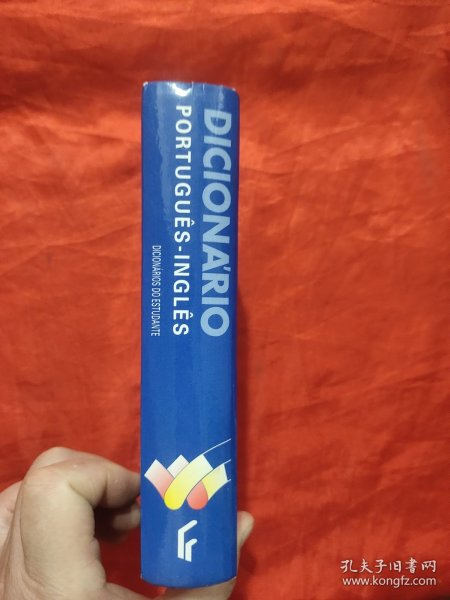 DICIONÁRIO
PORTUGUÊS-INGLÊS
DICIONÁRIOS DO ESTUDANTE
孔夫子旧书网
www.kongfz.com